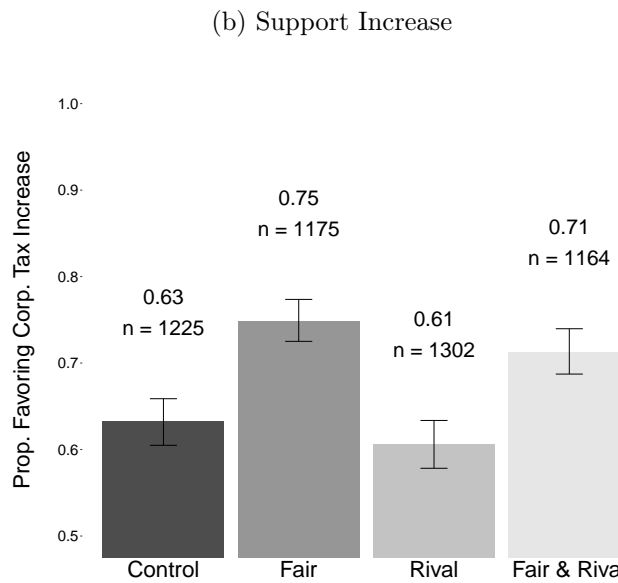 (b) Support Increase
Prop. Favoring Corp. Tax Increase
1.0
0.9
0.8
0.7
0.6
0.5
0.63
n = 1225
0.75
n = 1175
0.61
n = 1302
0.71
n = 1164
Control
Fair
Rival
Fair & Riva